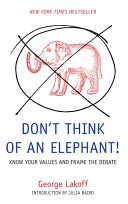 NEW YORK TIMES BESTSELLER
DON'T THINK
OF AN ELEPHANT!
KNOW YOUR VALUES AND FRAME THE DEBATE
George Lakoff
INTRODUCTION BY JULIA BAIRD